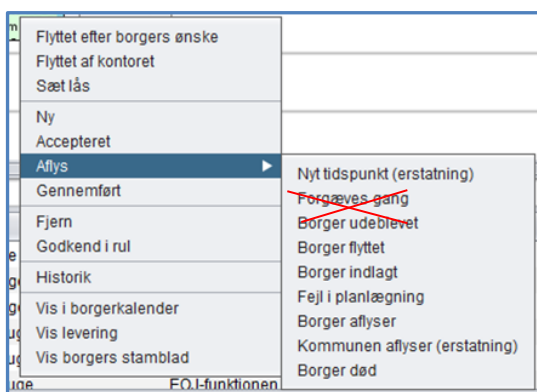 Flyttet efter borgers ønske
Flyttet af kontoret
Sæt lås
Ny
Accepteret
Aflys
Gennemført
Fjern
Godkend i rul
Historik
Vis i borgerkalender
Vis levering
Vis borgers stamblad
Nyt tidspunkt (erstatning)
Forgæves gang
Borger udeblevet
Borger flyttet
Borger indlagt
Fejl i planlægning
Borger aflyser
Kommunen aflyser (erstatning)
Borger død
EOJ-funktionen